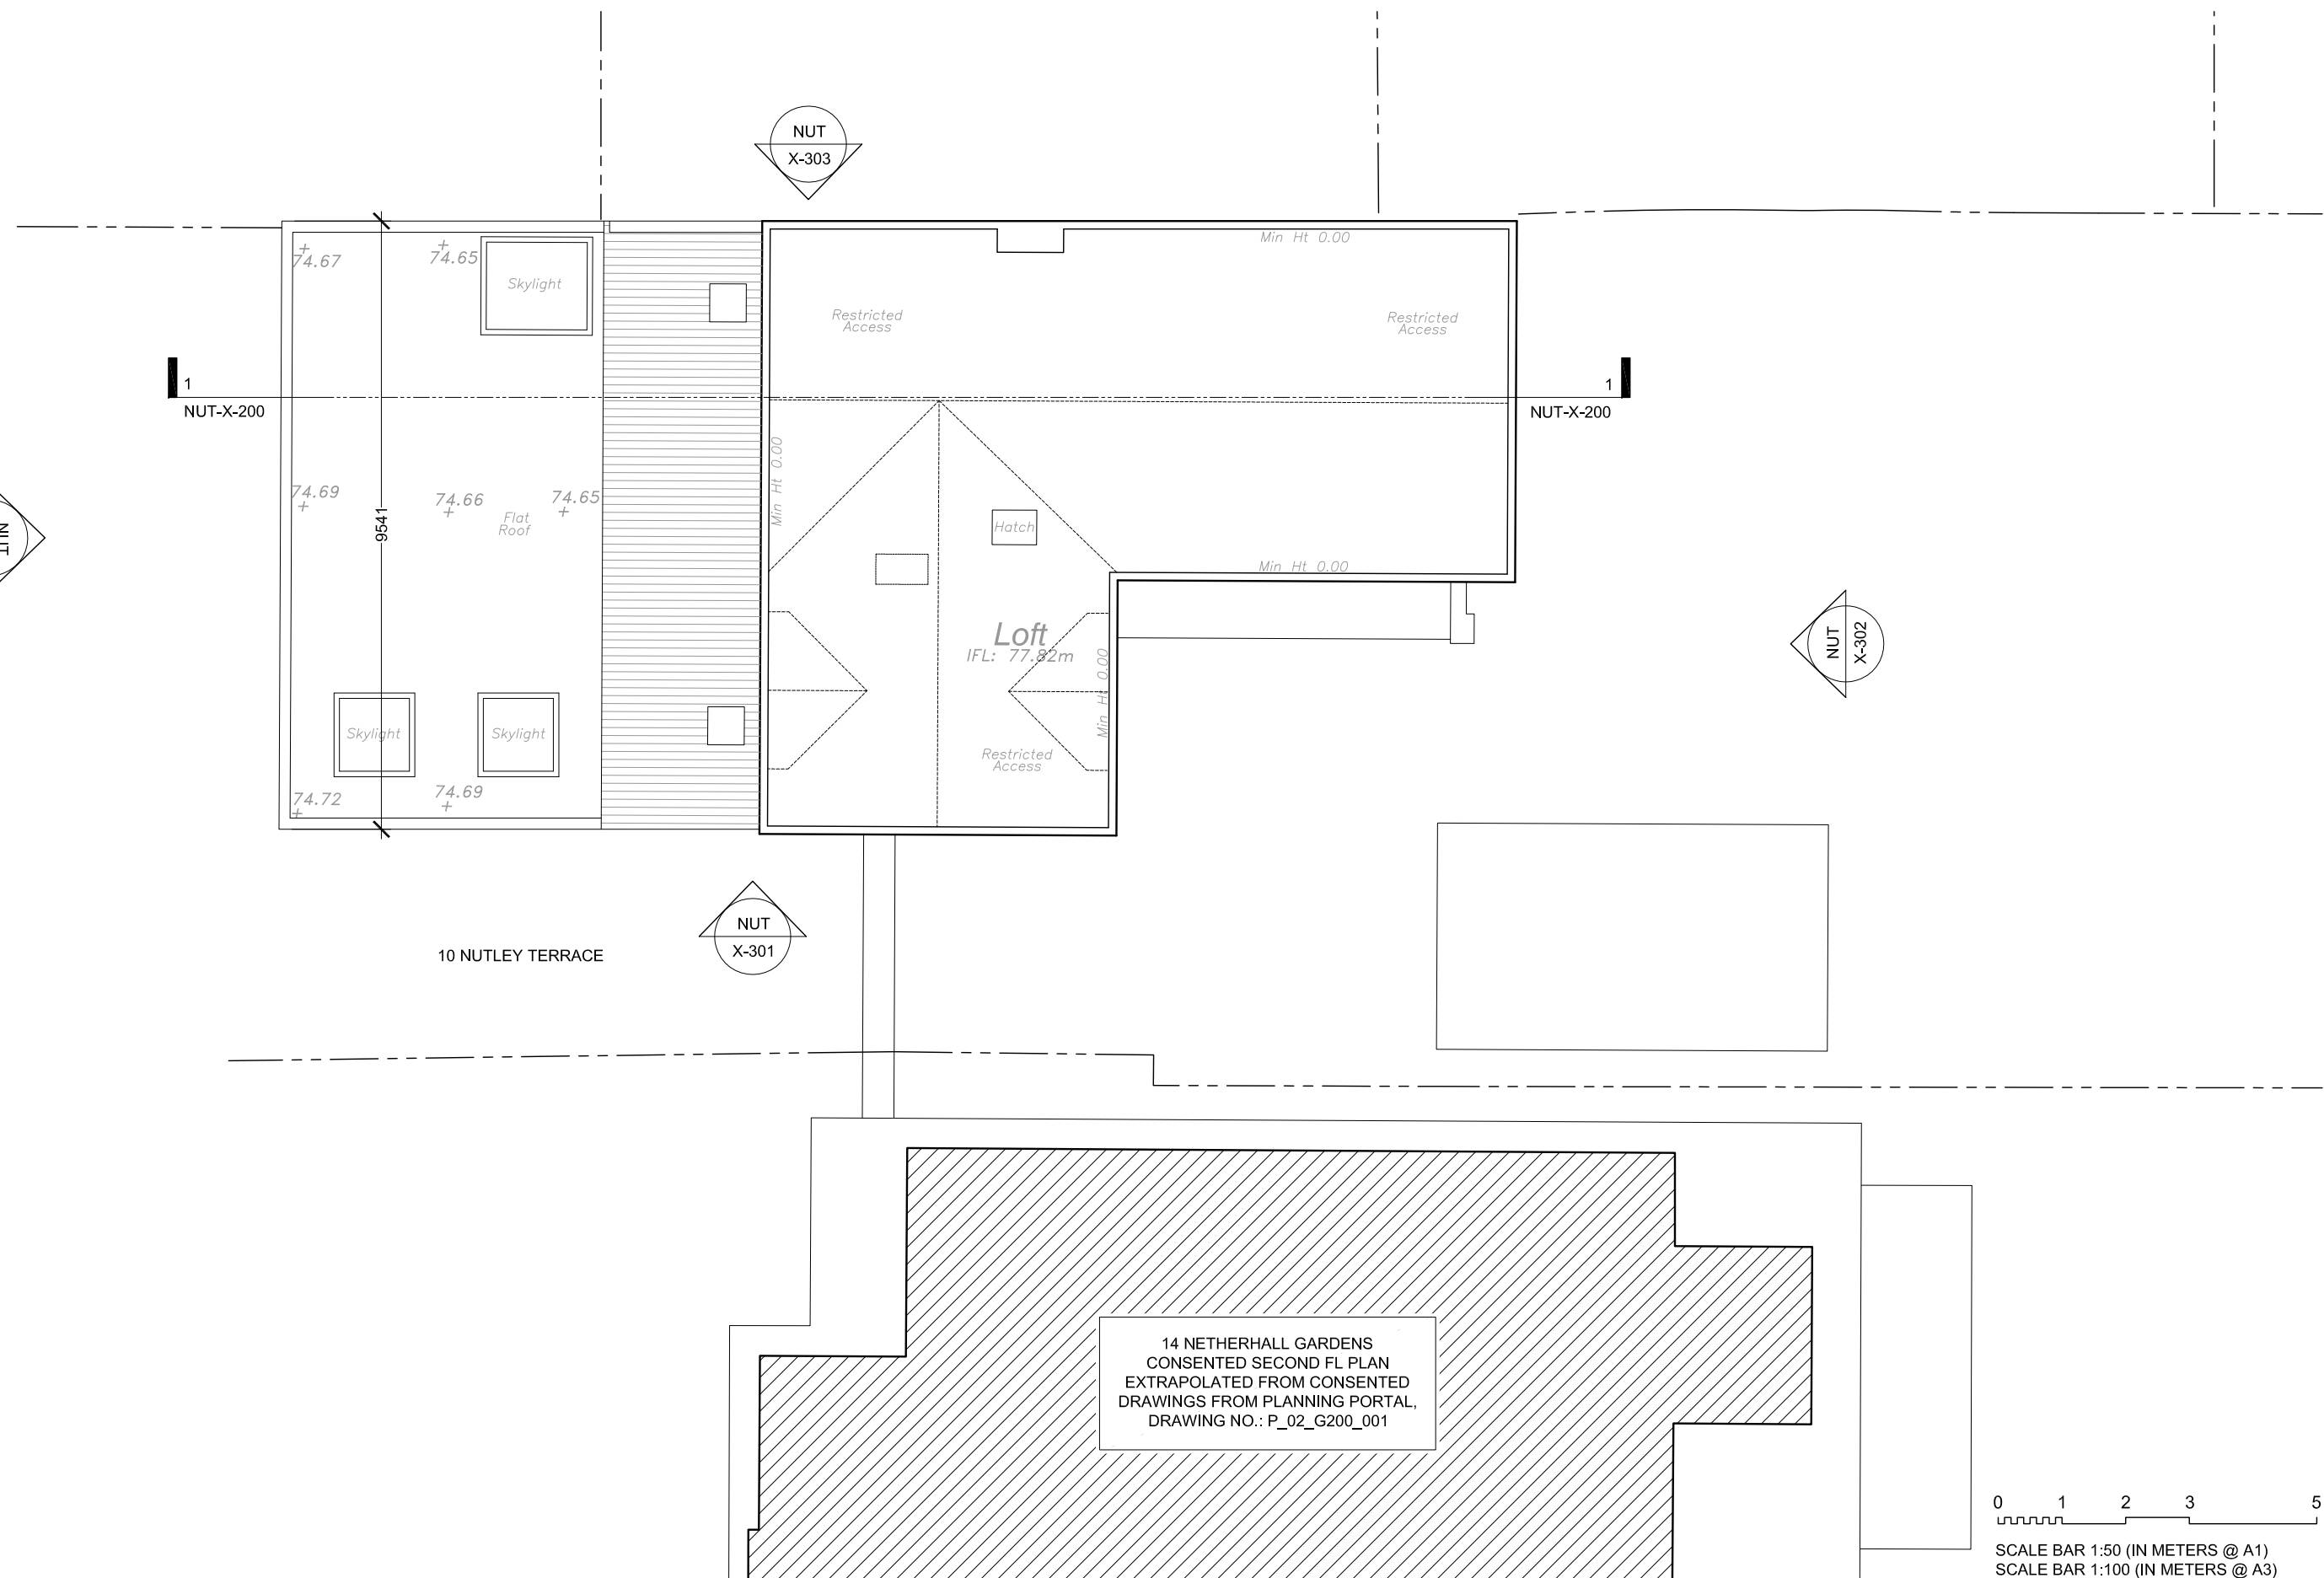 NUT
X-303
Min Ht 0.00
74.67
74.65
Skylight
Restricted
Access
Restricted
Access
1
NUT-X-200
1
NUT-X-200
Min Ht 0.00
74.69
74.66
74.65
Flat
Roof
9541
Hatch
NUT
Min Ht 0.00
Loft
IFL: 77.82m
Min Ht 0.00
NUT
X-302
Skylight
Skylight
Restricted
Access
74.72
74.69
NUT
X-301
10 NUTLEY TERRACE
14 NETHERHALL GARDENS
CONSENTED SECOND FL PLAN
EXTRAPOLATED FROM CONSENTED
DRAWINGS FROM PLANNING PORTAL,
DRAWING NO.: P_02_G200_001
0 1 2 3 5
SCALE BAR 1:50 (IN METERS @ A1)
SCALE BAR 1:100 (IN METERS @ A3)